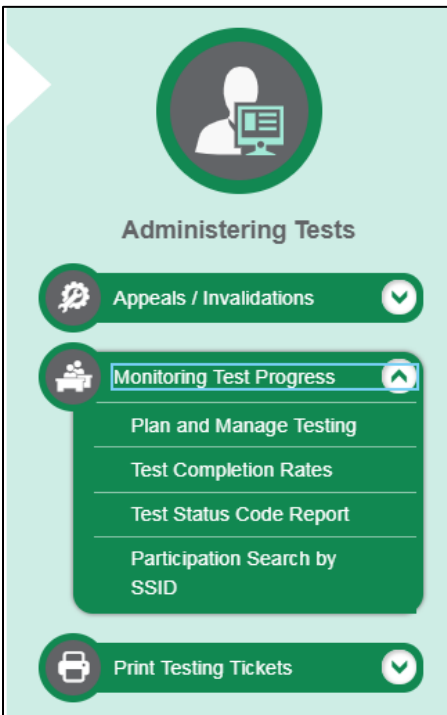 Administering Tests
Appeals / Invalidations
Monitoring Test Progress
Plan and Manage Testing
Test Completion Rates
Test Status Code Report
Participation Search by
SSID
Print Testing Tickets